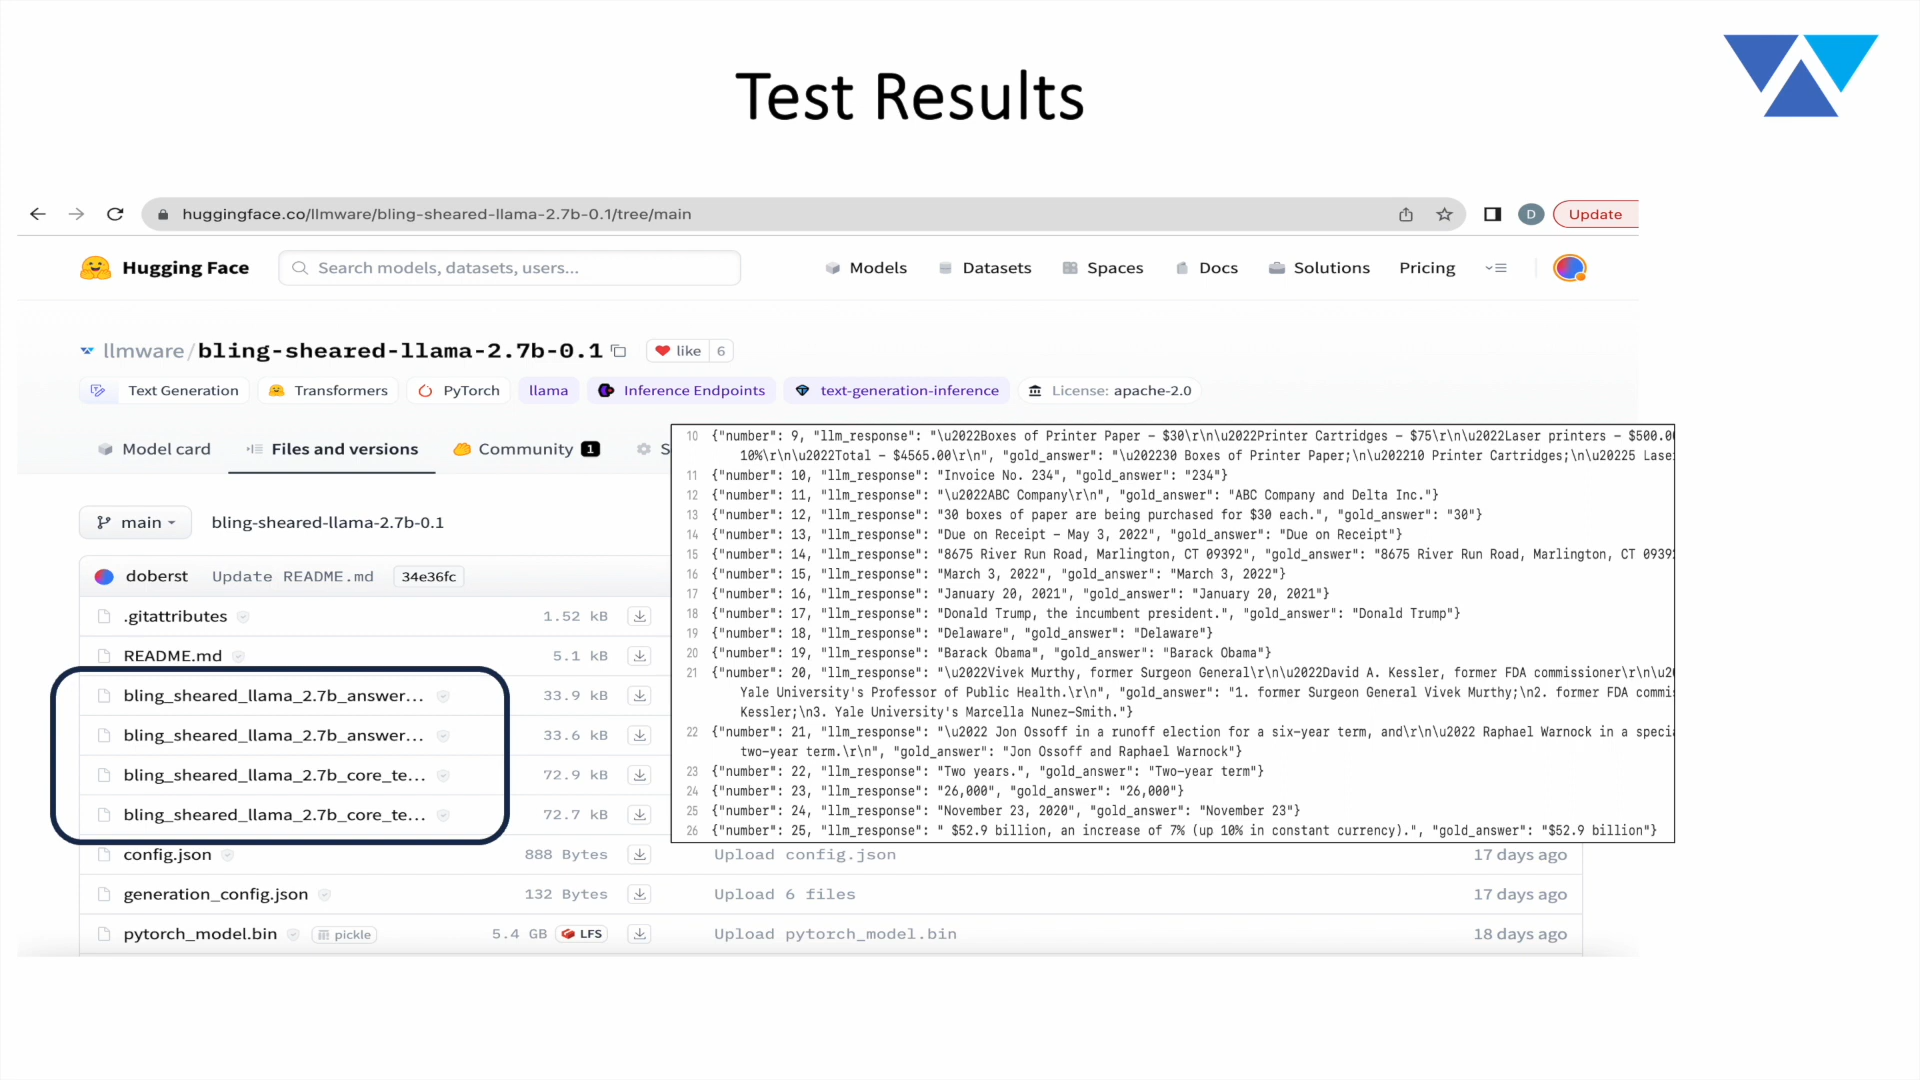 Test Results
huggingface.co/llmware/bling-sheared-llama-2.7b-0.1/tree/main
D
Update
Hugging Face
Search models, datasets, users...
Models
Datasets
Spaces
Docs
Solutions
Pricing
llmware/bling-sheared-llama-2.7b-0.1
like 6
Text Generation
Transformers
PyTorch
llama
Inference Endpoints
text-generation-inference
License: apache-2.0
Model card
Files and versions
Community 1
S
main
bling-sheared-llama-2.7b-0.1
doberst Update README.md 34e36fc
.gitattributes 1.52 kB
README.md 5.1 kB
bling_sheared_llama_2.7b_answer... 33.9 kB
bling_sheared_llama_2.7b_answer... 33.6 kB
bling_sheared_llama_2.7b_core_te... 72.9 kB
bling_sheared_llama_2.7b_core_te... 72.7 kB
config.json 888 Bytes Upload config.json 17 days ago
generation_config.json 132 Bytes Upload 6 files 17 days ago
pytorch_model.bin pickle 5.4 GB LFS Upload pytorch_model.bin 18 days ago
10 {"number": 9, "llm_response": "\u2022Boxes of Printer Paper - $30\r\n\u2022Printer Cartridges - $75\r\n\u2022Laser printers - $500.0
10%\r\n\u2022Total - $4565.00\r\n", "gold_answer": "\u202230 Boxes of Printer Paper;\n\u202210 Printer Cartridges;\n\u20225 Lase
11 {"number": 10, "llm_response": "Invoice No. 234", "gold_answer": "234"}
12 {"number": 11, "llm_response": "\u2022ABC Company\r\n", "gold_answer": "ABC Company and Delta Inc."}
13 {"number": 12, "llm_response": "30 boxes of paper are being purchased for $30 each.", "gold_answer": "30"}
14 {"number": 13, "llm_response": "Due on Receipt - May 3, 2022", "gold_answer": "Due on Receipt"}
15 {"number": 14, "llm_response": "8675 River Run Road, Marlington, CT 09392", "gold_answer": "8675 River Run Road, Marlington, CT 0939
16 {"number": 15, "llm_response": "March 3, 2022", "gold_answer": "March 3, 2022"}
17 {"number": 16, "llm_response": "January 20, 2021", "gold_answer": "January 20, 2021"}
18 {"number": 17, "llm_response": "Donald Trump, the incumbent president.", "gold_answer": "Donald Trump"}
19 {"number": 18, "llm_response": "Delaware", "gold_answer": "Delaware"}
20 {"number": 19, "llm_response": "Barack Obama", "gold_answer": "Barack Obama"}
21 {"number": 20, "llm_response": "\u2022Vivek Murthy, former Surgeon General\r\n\u2022David A. Kessler, former FDA commissioner\r\n\u2
Yale University's Professor of Public Health.\r\n", "gold_answer": "1. former Surgeon General Vivek Murthy;\n2. former FDA commi
Kessler;\n3. Yale University's Marcella Nunez-Smith."}
22 {"number": 21, "llm_response": "\u2022 Jon Ossoff in a runoff election for a six-year term, and\r\n\u2022 Raphael Warnock in a speci
two-year term.\r\n", "gold_answer": "Jon Ossoff and Raphael Warnock"}
23 {"number": 22, "llm_response": "Two years.", "gold_answer": "Two-year term"}
24 {"number": 23, "llm_response": "26,000", "gold_answer": "26,000"}
25 {"number": 24, "llm_response": "November 23, 2020", "gold_answer": "November 23"}
26 {"number": 25, "llm_response": " $52.9 billion, an increase of 7% (up 10% in constant currency).", "gold_answer": "$52.9 billion"}